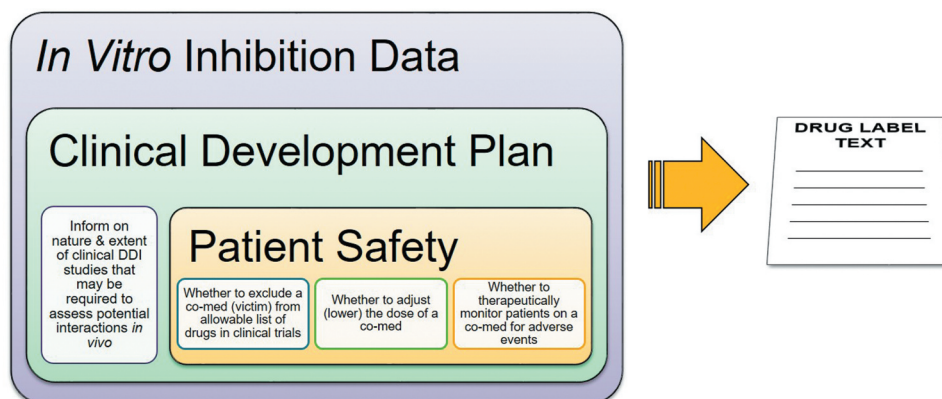 In Vitro Inhibition Data
Clinical Development Plan
Inform on
nature & extent
of clinical DDI
studies that
may be
required to
assess potential
interactions in
vivo
Patient Safety
Whether to exclude a
co-med (victim) from
allowable list of
drugs in clinical trials
Whether to adjust
(lower) the dose of a
co-med
Whether to
therapeutically
monitor patients on a
co-med for adverse
events
DRUG LABEL
TEXT